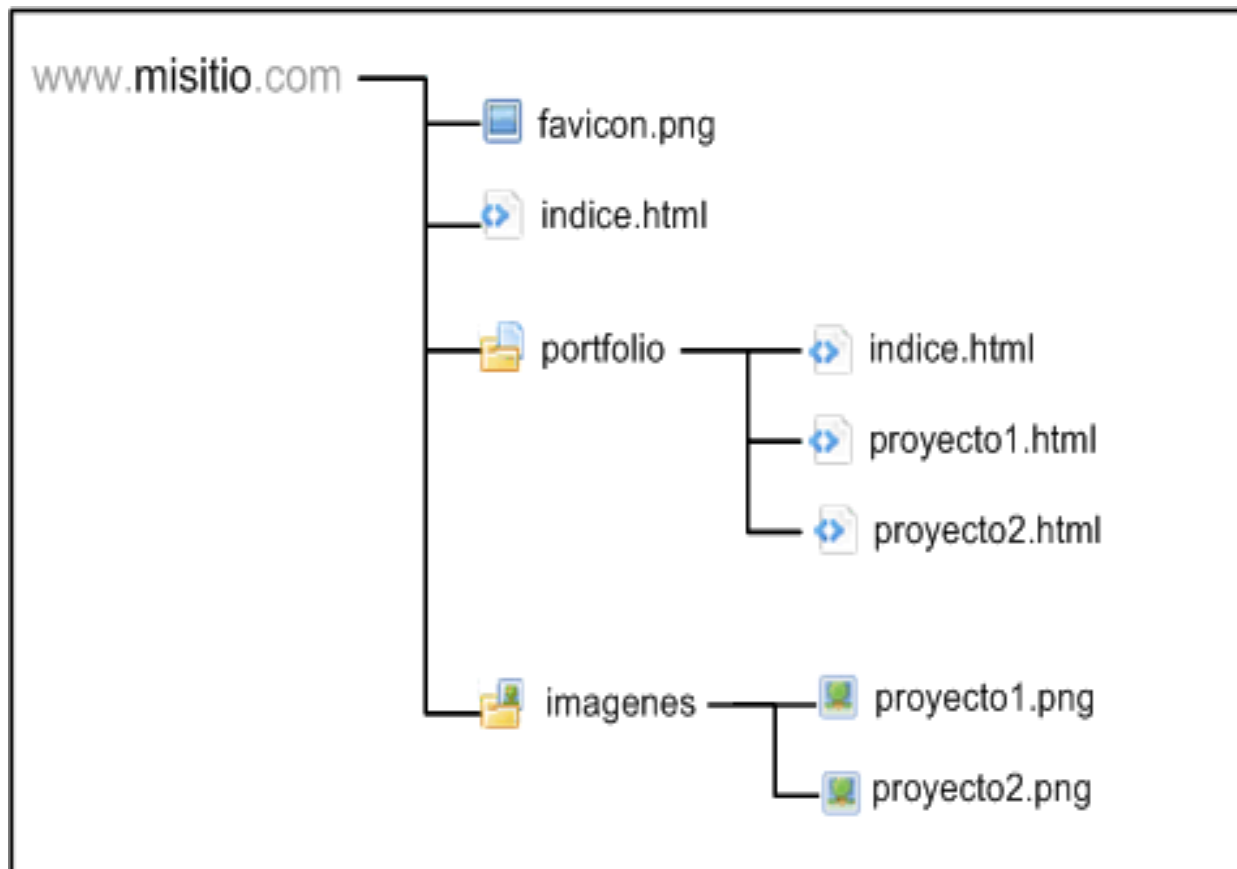 www.misitio.com
favicon.png
indice.html
portfolio
indice.html
proyecto1.html
proyecto2.html
imagenes
proyecto1.png
proyecto2.png